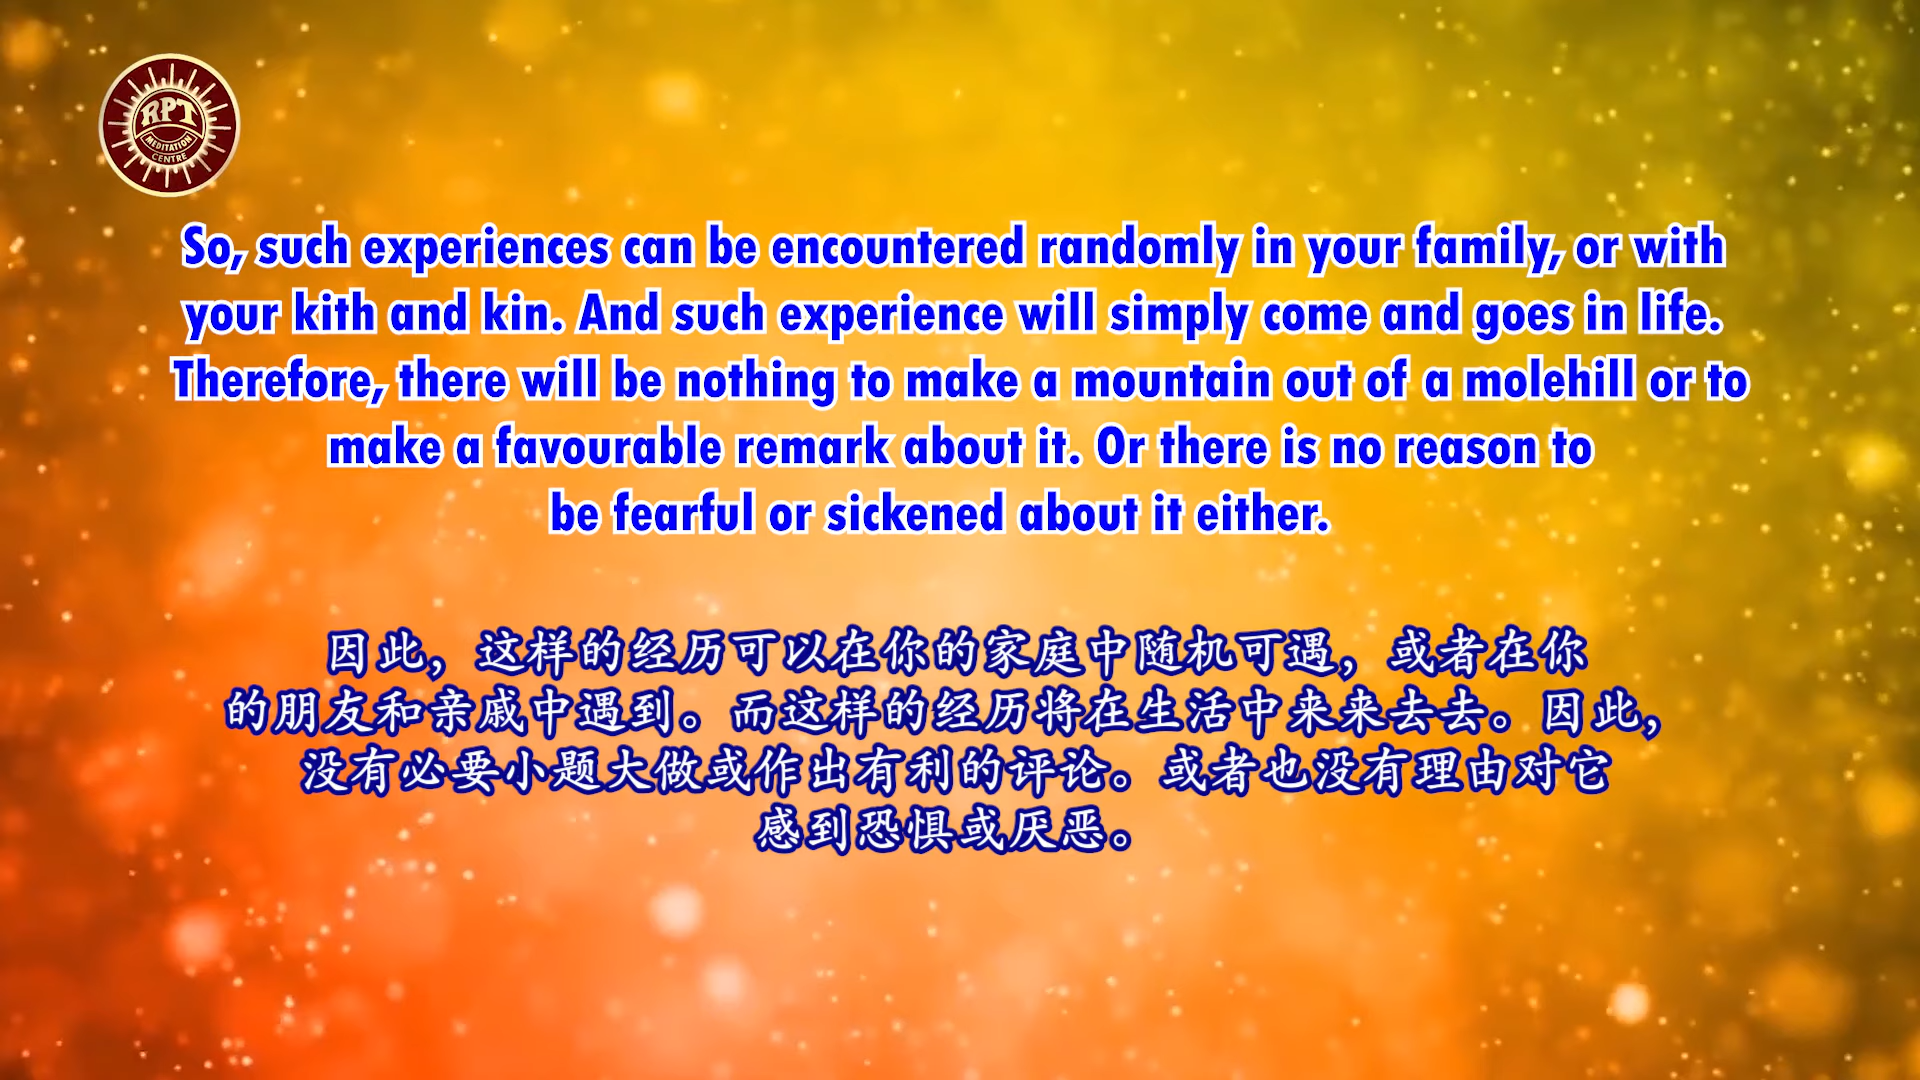 RPT
MEDITATION
CENTRE
So, such experiences can be encountered randomly in your family, or with
your kith and kin. And such experience will simply come and goes in life.
Therefore, there will be nothing to make a mountain out of a molehill or to
make a favourable remark about it. Or there is no reason to
be fearful or sickened about it either.
因此，这样的经历可以在你的家庭中随机可遇，或者在你
的朋友和亲戚中遇到。而这样的经历将在生活中来来去去。因此，
没有必要小题大做或作出有利的评论。或者也没有理由对它
感到恐惧或厌恶。